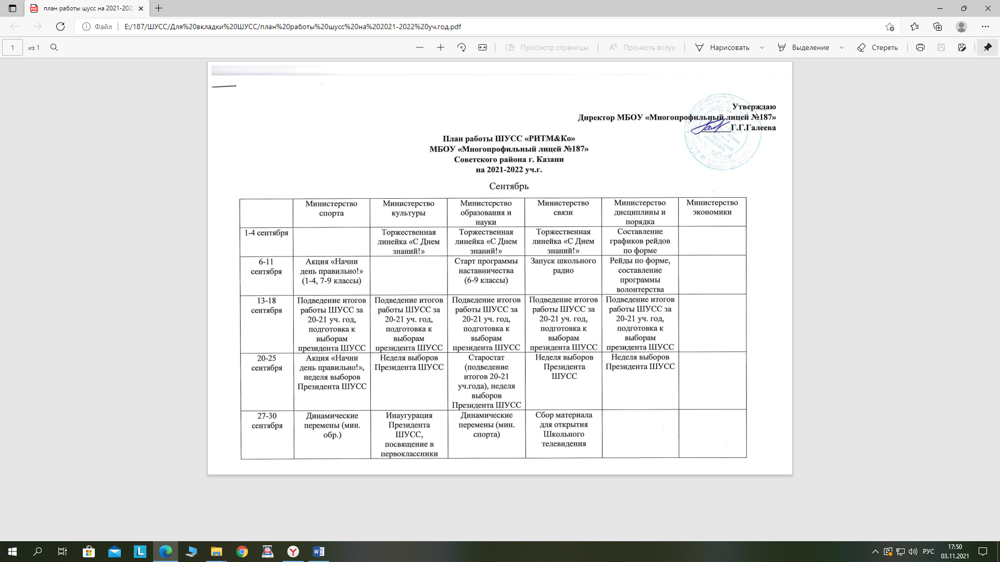 план работы шусс на 2021-202
Файл
E:/187/ШУСС/Для%20вкладки%20ШУСС/план%20работы%20шусс%20на%202021-2022%20уч.год.pdf
1 из 1
Просмотр страницы
Прочесть вслух
Нарисовать
Выделение
Стереть
Утверждаю
Директор МБОУ «Многопрофильный лицей №187»
Г.Г.Галеева
План работы ШУСС «РИТМ&Ко»
МБОУ «Многопрофильный лицей №187»
Советского района г. Казани
на 2021-2022 уч.г.
Сентябрь
Министерство
спорта
Министерство
культуры
Министерство
образования и
науки
Министерство
связи
Министерство
дисциплины и
порядка
Министерство
экономики
1-4 сентября
Торжественная
линейка «С Днем
знаний!»
Торжественная
линейка «С Днем
знаний!»
Торжественная
линейка «С Днем
знаний!»
Составление
графиков рейдов
по форме
6-11
сентября
Акция «Начни
день правильно!»
(1-4, 7-9 классы)
Старт программы
наставничества
(6-9 классы)
Запуск школьного
радио
Рейды по форме,
составление
программы
волонтерства
13-18
сентября
Подведение итогов
работы ШУСС за
20-21 уч. год,
подготовка к
выборам
президента ШУСС
Подведение итогов
работы ШУСС за
20-21 уч. год,
подготовка к
выборам
президента ШУСС
Подведение итогов
работы ШУСС за
20-21 уч. год,
подготовка к
выборам
президента ШУСС
Подведение итогов
работы ШУСС за
20-21 уч. год,
подготовка к
выборам
президента ШУСС
Подведение итогов
работы ШУСС за
20-21 уч. год,
подготовка к
выборам
президента ШУСС
20-25
сентября
Акция «Начни
день правильно!»,
неделя выборов
Президента ШУСС
Неделя выборов
Президента ШУСС
Старостат
(подведение
итогов 20-21
уч.года), неделя
выборов
Президента ШУСС
Неделя выборов
Президента
ШУСС
Неделя выборов
Президента ШУСС
27-30
сентября
Динамические
перемены (мин.
обр.)
Инаугурация
Президента
ШУСС,
посвящение в
первоклассники
Динамические
перемены (мин.
спорта)
Сбор материала
для открытия
Школьного
телевидения
РУС
17:50
03.11.2021